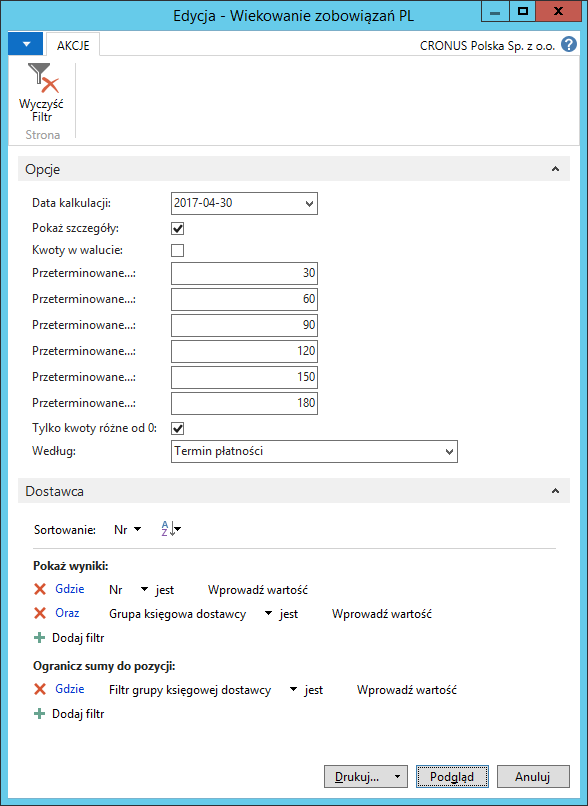 Edycja - Wiekowanie zobowiązań PL
AKCJE
CRONUS Polska Sp. z o.o.
Wyczyść
Filtr
Strona
Opcje
Data kalkulacji: 2017-04-30
Pokaż szczegóły:
Kwoty w walucie:
Przeterminowane...: 30
Przeterminowane...: 60
Przeterminowane...: 90
Przeterminowane...: 120
Przeterminowane...: 150
Przeterminowane...: 180
Tylko kwoty różne od 0:
Według: Termin płatności
Dostawca
Sortowanie: Nr
Pokaż wyniki:
Gdzie Nr jest Wprowadź wartość
Oraz Grupa księgowa dostawcy jest Wprowadź wartość
Dodaj filtr
Ogranicz sumy do pozycji:
Gdzie Filtr grupy księgowej dostawcy jest Wprowadź wartość
Dodaj filtr
Drukuj... Podgląd Anuluj